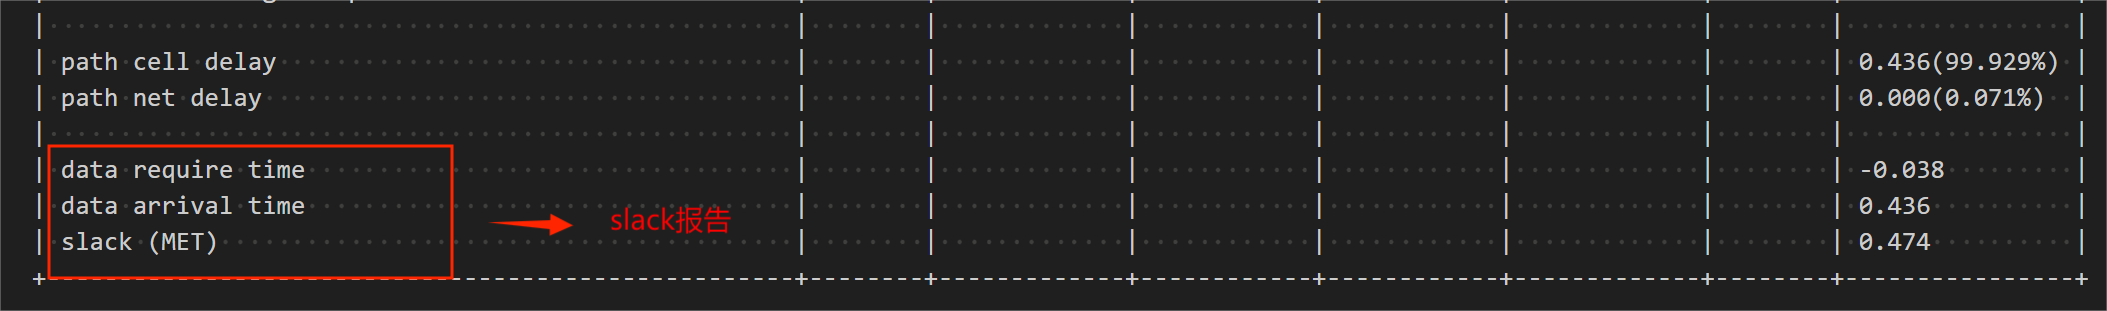 path cell delay 0.436(99.929%)
path net delay 0.000(0.071%)
data require time -0.038
data arrival time 0.436
slack报告
slack (MET) 0.474